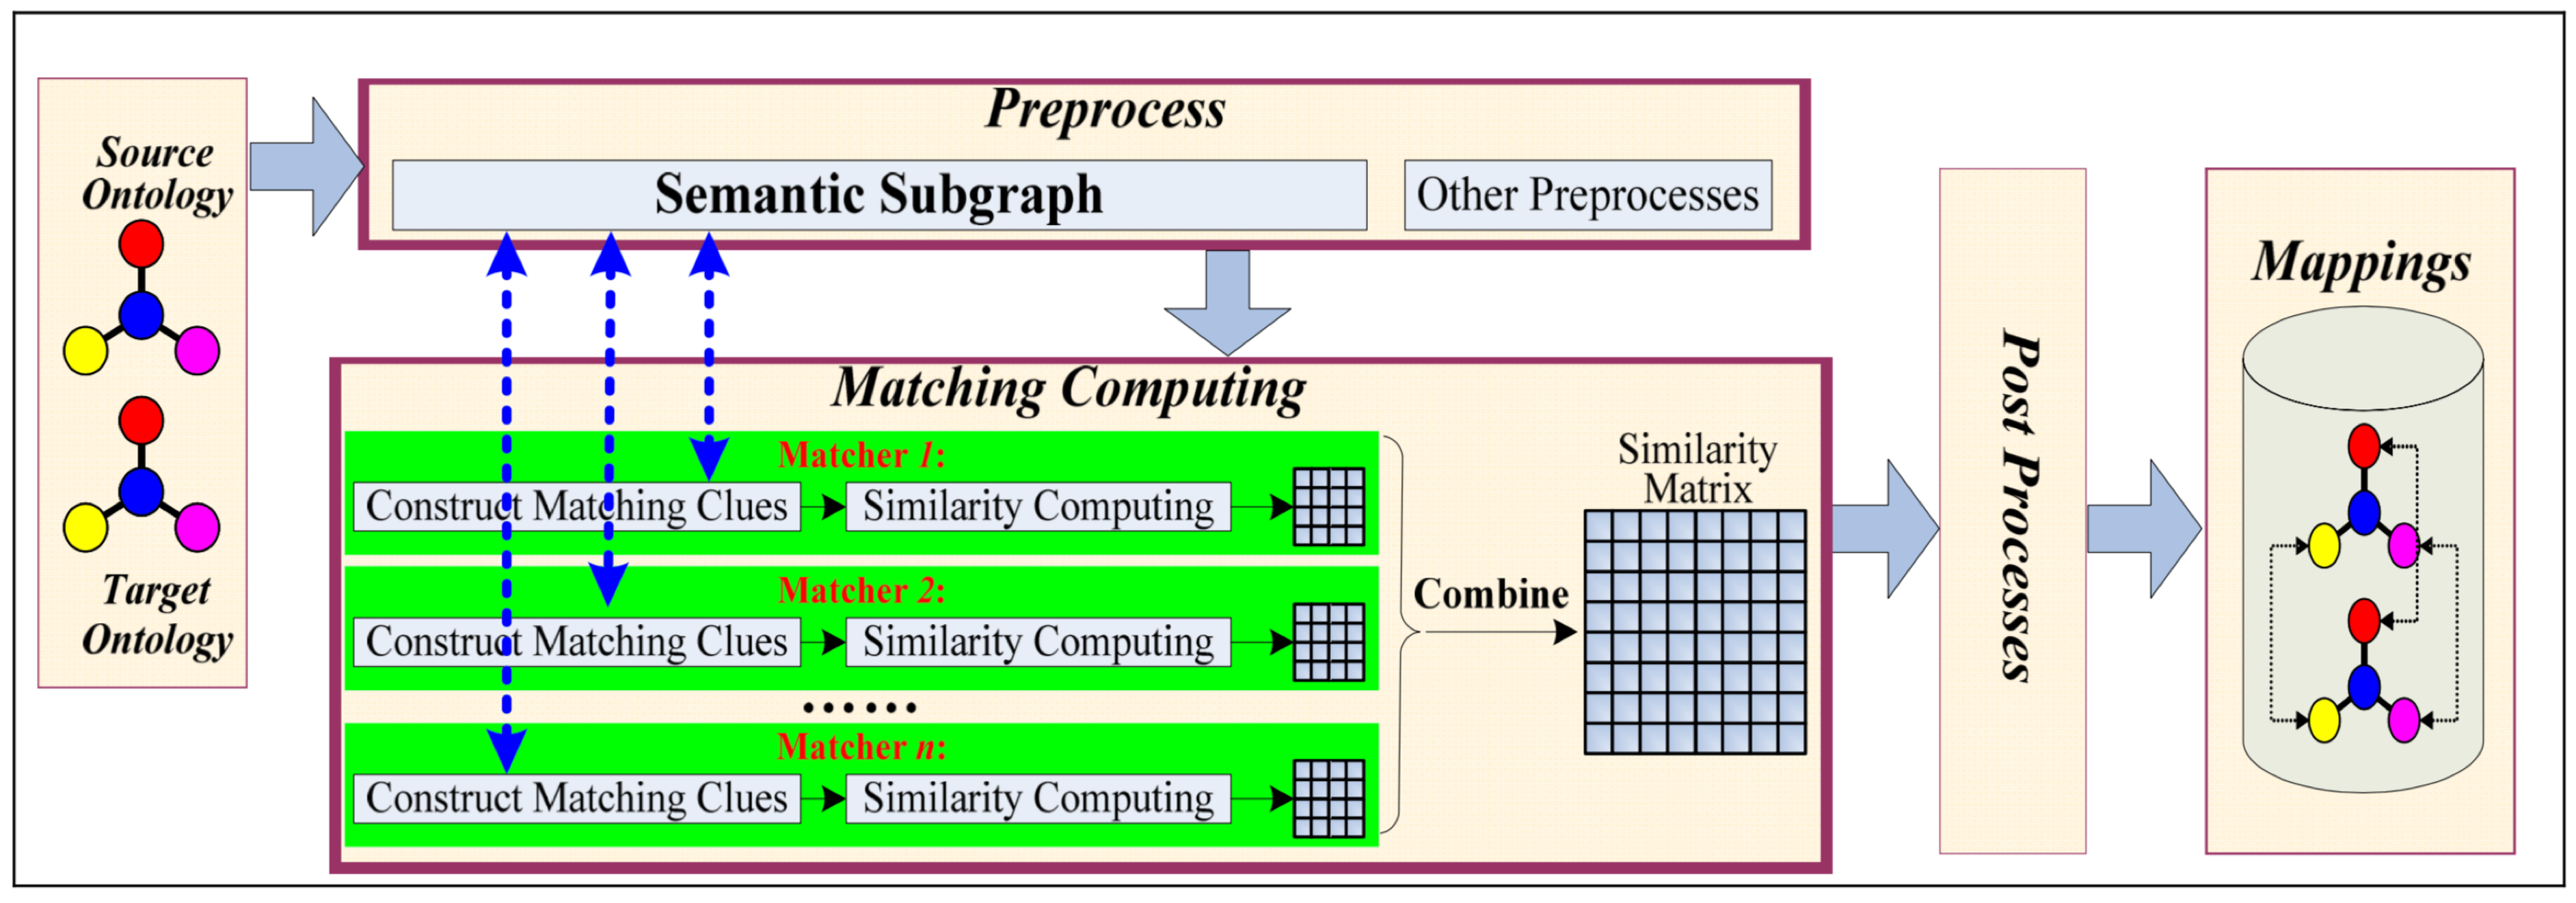 Source
Ontology
Target
Ontology
Preprocess
Semantic Subgraph
Other Preprocesses
Matching Computing
Matcher 1:
Construct Matching Clues
Similarity Computing
Matcher 2:
Construct Matching Clues
Similarity Computing
......
Matcher n:
Construct Matching Clues
Similarity Computing
Combine
Similarity
Matrix
Post Processes
Mappings